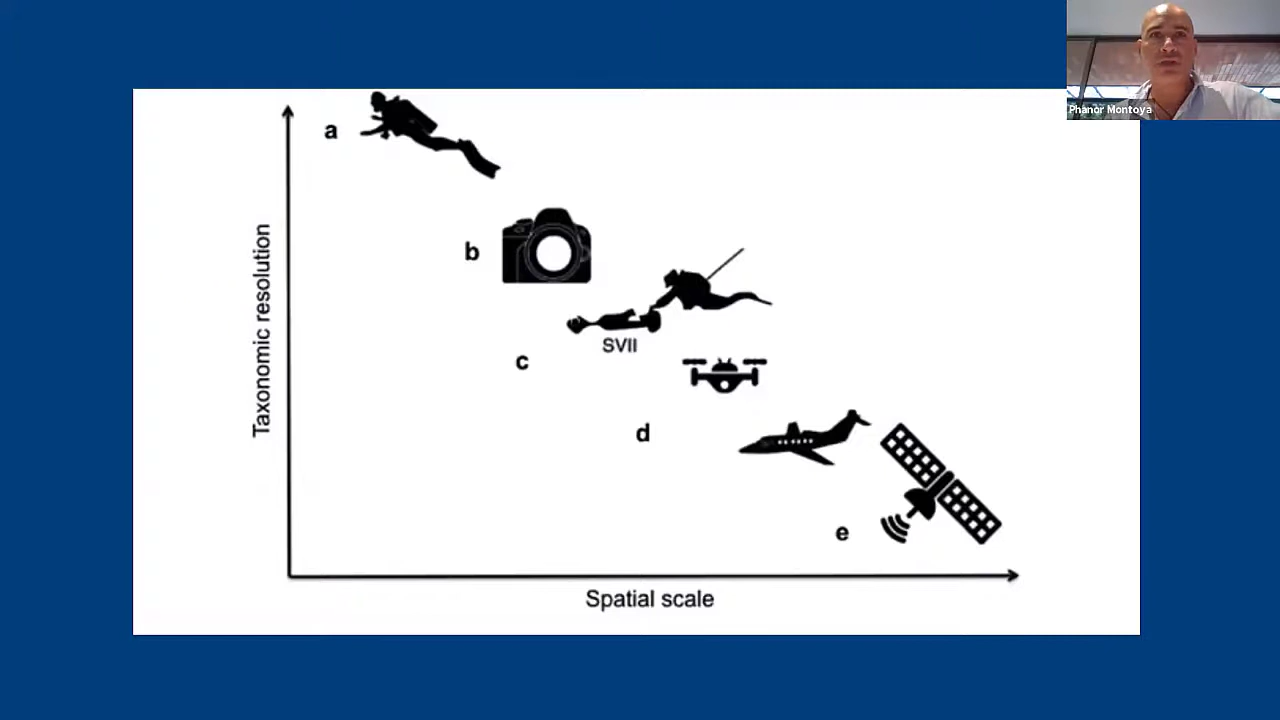 Phanor Montoya
a
b
Taxonomic resolution
SVII
c
d
e
Spatial scale